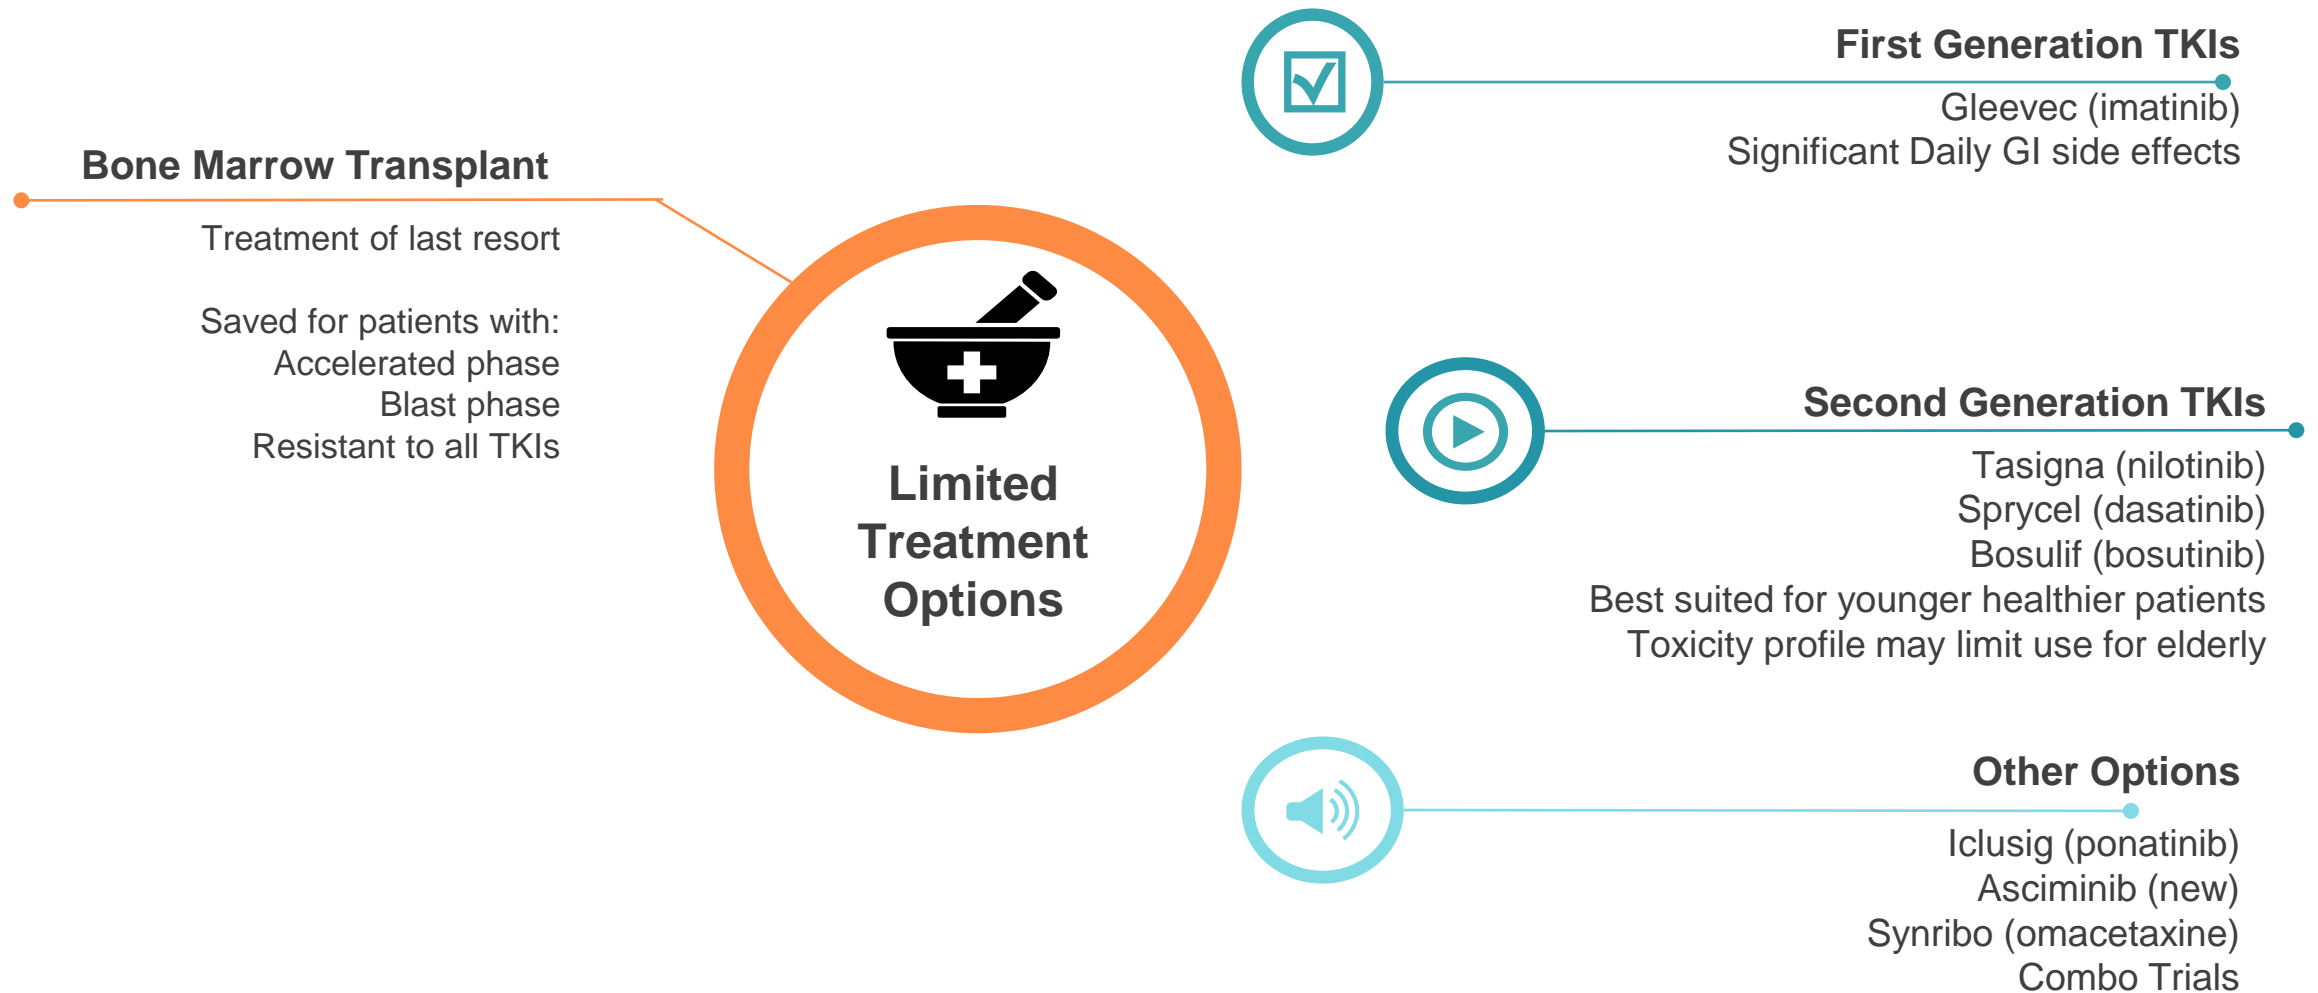 Bone Marrow Transplant
Treatment of last resort
Saved for patients with:
Accelerated phase
Blast phase
Resistant to all TKIs
Limited
Treatment
Options
First Generation TKIs
Gleevec (imatinib)
Significant Daily GI side effects
Second Generation TKIs
Tasigna (nilotinib)
Sprycel (dasatinib)
Bosulif (bosutinib)
Best suited for younger healthier patients
Toxicity profile may limit use for elderly
Other Options
Iclusig (ponatinib)
Asciminib (new)
Synribo (omacetaxine)
Combo Trials